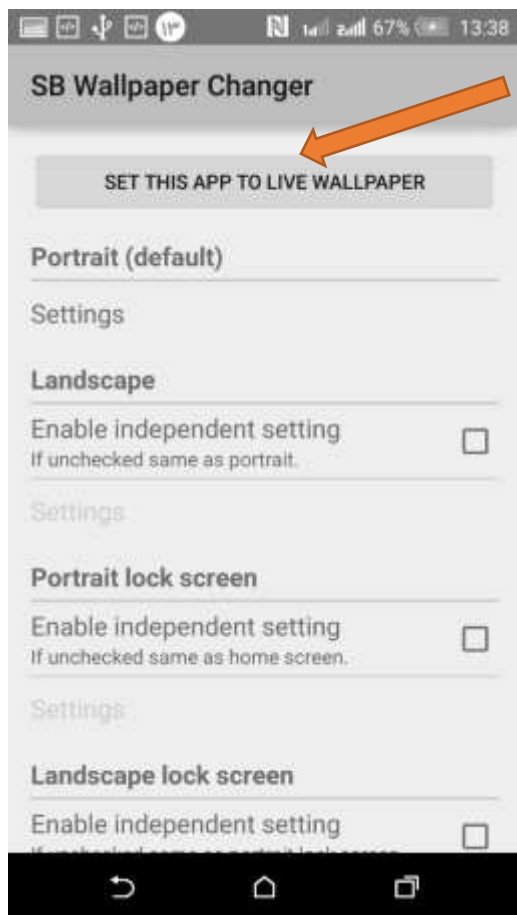 ۱۳ 67% 13:38
SB Wallpaper Changer
SET THIS APP TO LIVE WALLPAPER
Portrait (default)
Settings
Landscape
Enable independent setting
If unchecked same as portrait.
Settings
Portrait lock screen
Enable independent setting
If unchecked same as home screen.
Settings
Landscape lock screen
Enable independent setting